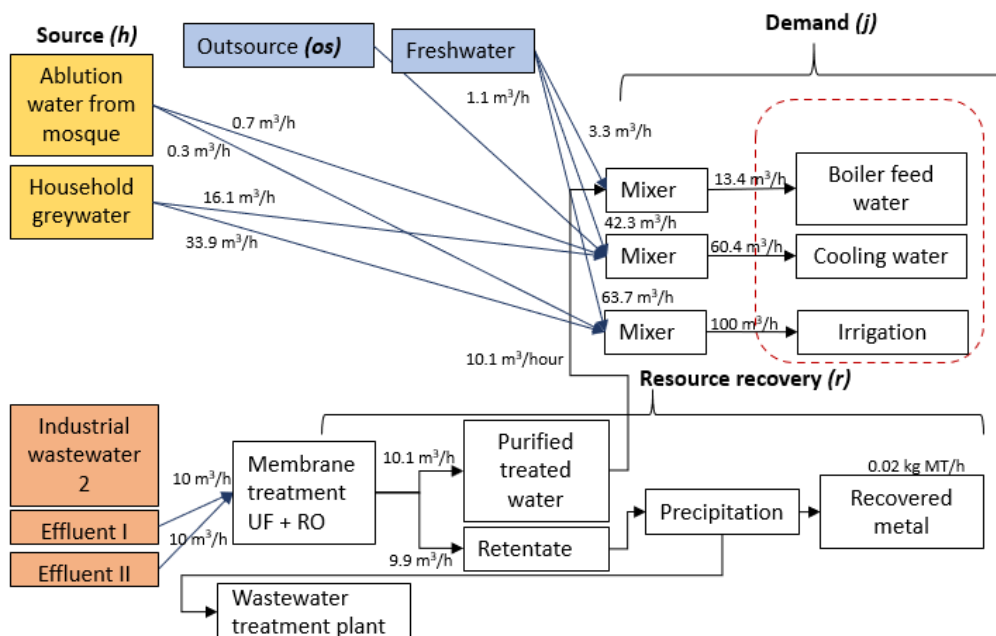 Source (h)
Outsource (os)
Freshwater
Demand (j)
Ablution
water from
mosque
Household
greywater
0.7 m³/h
0.3 m³/h
16.1 m³/h
33.9 m³/h
1.1 m³/h
3.3 m³/h
Mixer
13.4 m³/h
Boiler feed
water
42.3 m³/h
Mixer
60.4 m³/h
Cooling water
63.7 m³/h
Mixer
100 m³/h
Irrigation
10.1 m³/hour
Resource recovery (r)
Industrial
wastewater
2
Effluent I
Effluent II
10 m³/h
10 m³/h
Membrane
treatment
UF + RO
10.1 m³/h
9.9 m³/h
Purified
treated
water
Retentate
Precipitation
0.02 kg MT/h
Recovered
metal
Wastewater
treatment plant